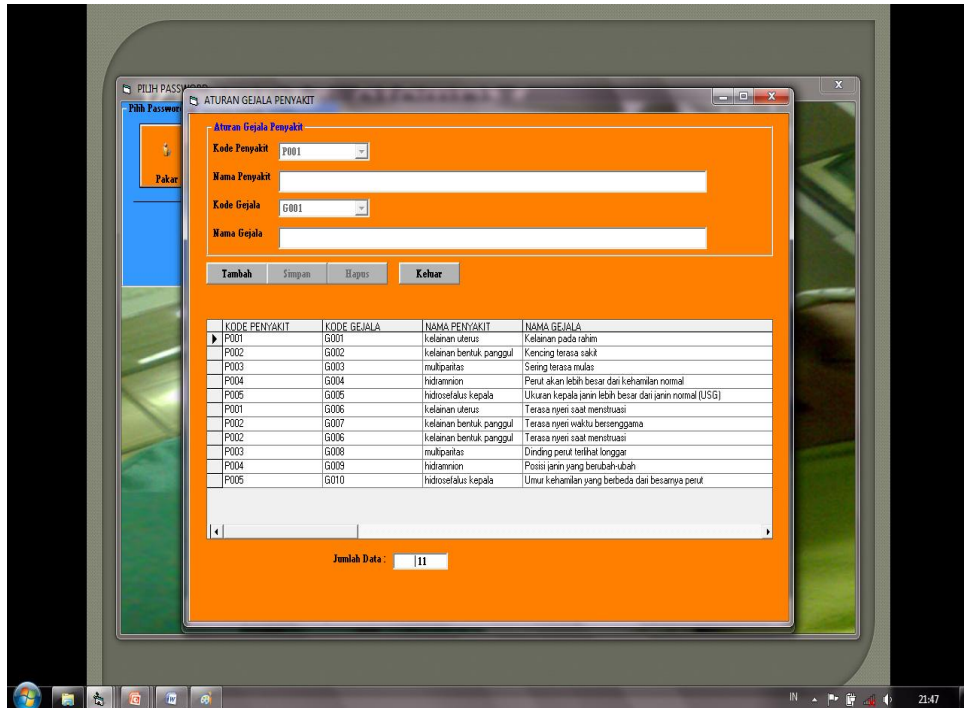 PILIH PASSWORD
X
Pilih Passwor
Pakar
ATURAN GEJALA PENYAKIT
Aturan Gejala Penyakit
Kode Penyakit P001
Nama Penyakit
Kode Gejala G001
Nama Gejala
Tambah Simpan Hapus Keluar
KODE PENYAKIT KODE GEJALA NAMA PENYAKIT NAMA GEJALA
P001 G001 kelainan uterus Kelainan pada rahim
P002 G002 kelainan bentuk panggul Kencing terasa sakit
P003 G003 multiparitas Sering terasa mulas
P004 G004 hidramnion Perut akan lebih besar dari kehamilan normal
P005 G005 hidrosefalus kepala Ukuran kepala janin lebih besar dari janin normal (USG)
P001 G006 kelainan uterus Terasa nyeri saat menstruasi
P002 G007 kelainan bentuk panggul Terasa nyeri waktu bersenggama
P002 G006 kelainan bentuk panggul Terasa nyeri saat menstruasi
P003 G008 multiparitas Dinding perut terlihat longgar
P004 G009 hidramnion Posisi janin yang berubah-ubah
P005 G010 hidrosefalus kepala Umur kehamilan yang berbeda dari besarnya perut
Jumlah Data : 11
IN 21:47